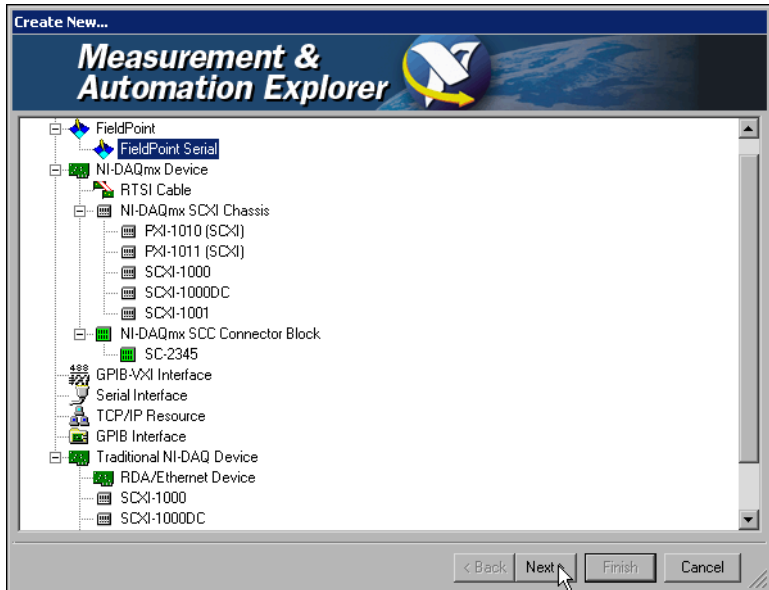 Create New...
Measurement &
Automation Explorer
FieldPoint
FieldPoint Serial
NI-DAQmx Device
RTSI Cable
NI-DAQmx SCXI Chassis
PXI-1010 (SCXI)
PXI-1011 (SCXI)
SCXI-1000
SCXI-1000DC
SCXI-1001
NI-DAQmx SCC Connector Block
SC-2345
GPIB-VXI Interface
Serial Interface
TCP/IP Resource
GPIB Interface
Traditional NI-DAQ Device
RDA/Ethernet Device
SCXI-1000
SCXI-1000DC
< Back Next > Finish Cancel